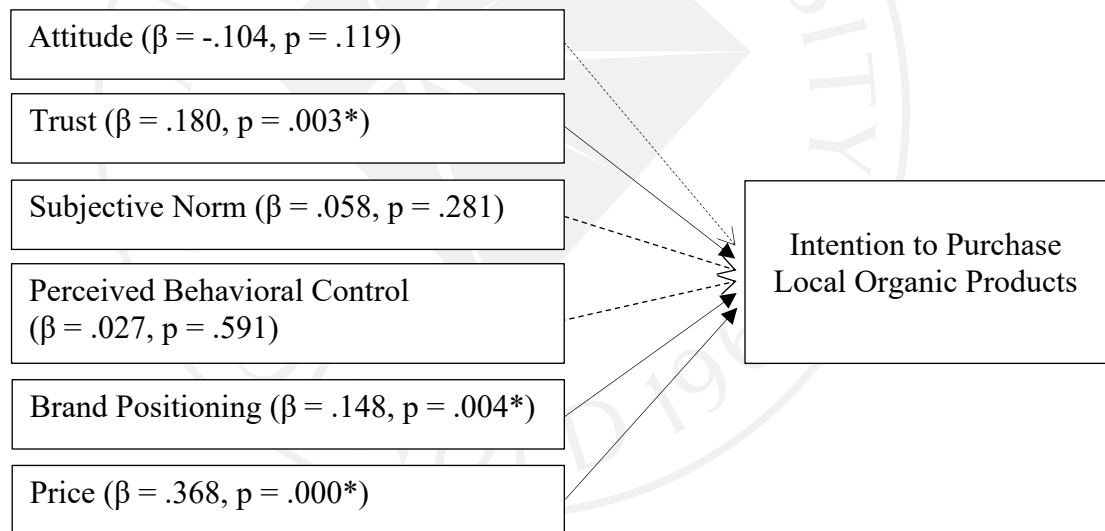 Attitude (β = -.104, p = .119)
Trust (β = .180, p = .003*)
Subjective Norm (β = .058, p = .281)
Perceived Behavioral Control
(β = .027, p = .591)
Brand Positioning (β = .148, p = .004*)
Price (β = .368, p = .000*)
Intention to Purchase
Local Organic Products